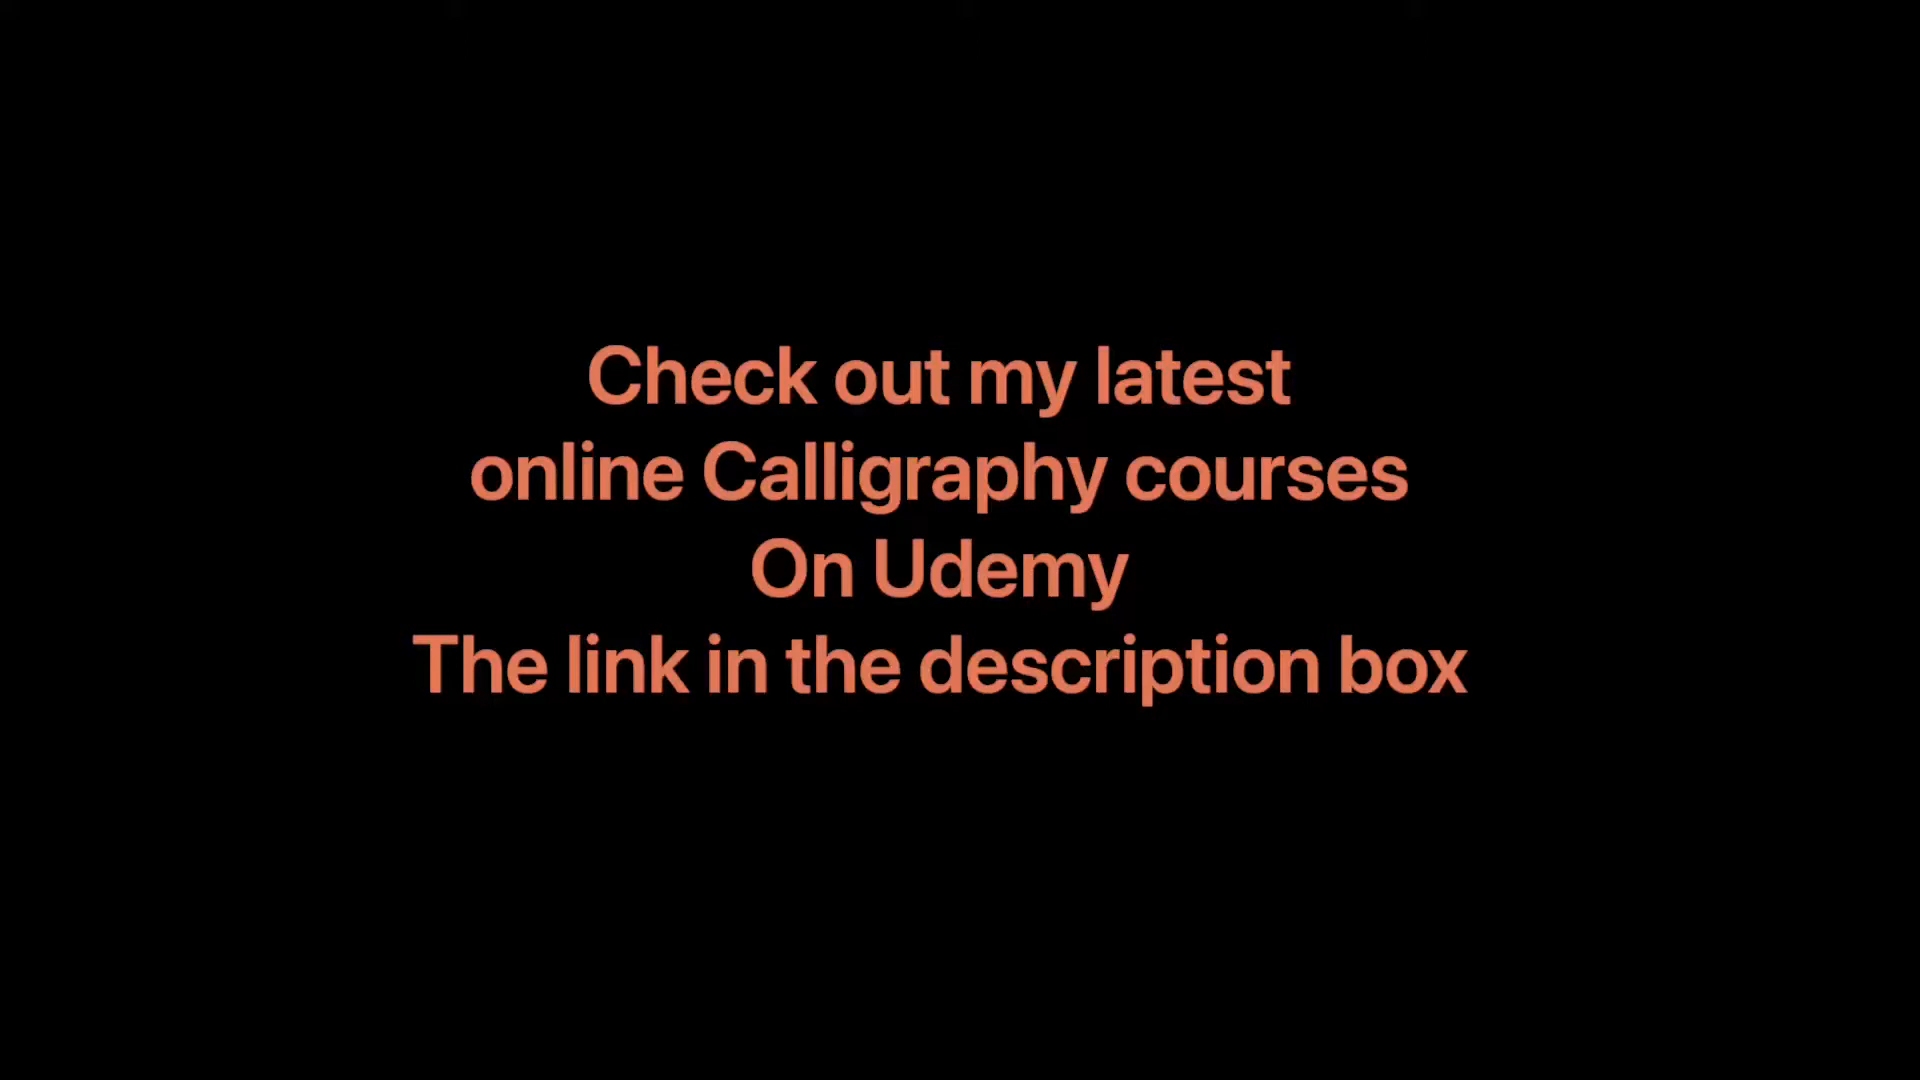 Check out my latest
online Calligraphy courses
On Udemy
The link in the description box